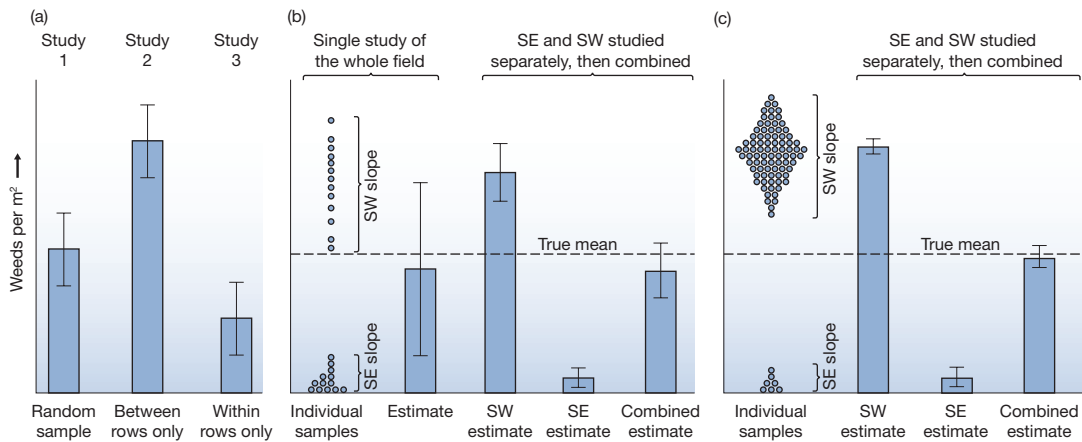 (a)
Study
1
Study
2
Study
3
Weeds per m²
Random
sample
Between
rows only
Within
rows only
(b)
Single study of
the whole field
SE and SW studied
separately, then combined
SW slope
SE slope
True mean
Individual
samples
Estimate
SW
estimate
SE
estimate
Combined
estimate
(c)
SE and SW studied
separately, then combined
SW slope
SE slope
True mean
Individual
samples
SW
estimate
SE
estimate
Combined
estimate